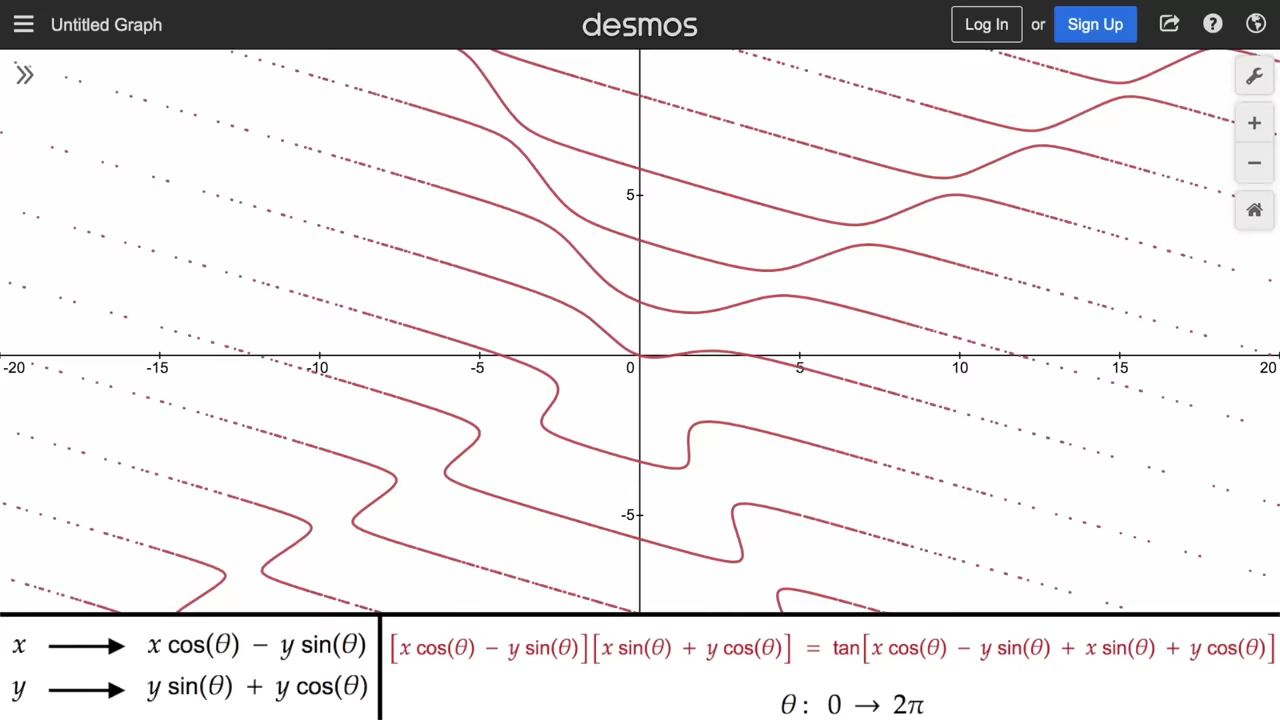 Untitled Graph desmos Log In or Sign Up
5
-20 -15 -10 -5 0 5 10 15 20
-5
x ⟶ x cos(θ) − y sin(θ)
y ⟶ y sin(θ) + y cos(θ)
[x cos(θ) − y sin(θ)][x sin(θ) + y cos(θ)] = tan[x cos(θ) − y sin(θ) + x sin(θ) + y cos(θ)]
θ : 0 → 2π